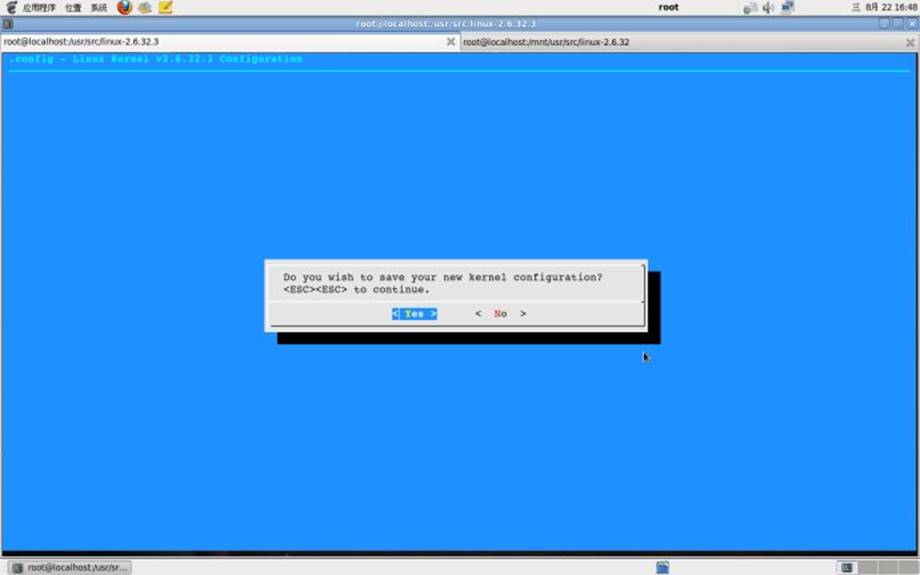 应用程序 位置 系统 root 三 8月 22 16:48
root@localhost:/usr/src/linux-2.6.32.3
root@localhost:/usr/src/linux-2.6.32.3 root@localhost:/mnt/usr/src/linux-2.6.32
.config - Linux Kernel v2.6.32.3 Configuration
Do you wish to save your new kernel configuration?
<ESC><ESC> to continue.
< Yes > < No >
root@localhost:/usr/sr...